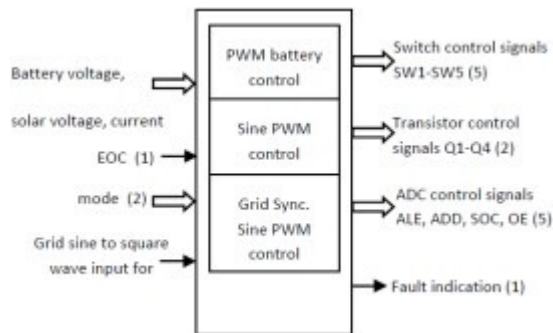 Battery voltage,
solar voltage, current
EOC (1)
mode (2)
Grid sine to square
wave input for
PWM battery
control
Sine PWM
control
Grid Sync.
Sine PWM
control
Switch control signals
SW1-SW5 (5)
Transistor control
signals Q1-Q4 (2)
ADC control signals
ALE, ADD, SOC, OE (5)
Fault indication (1)